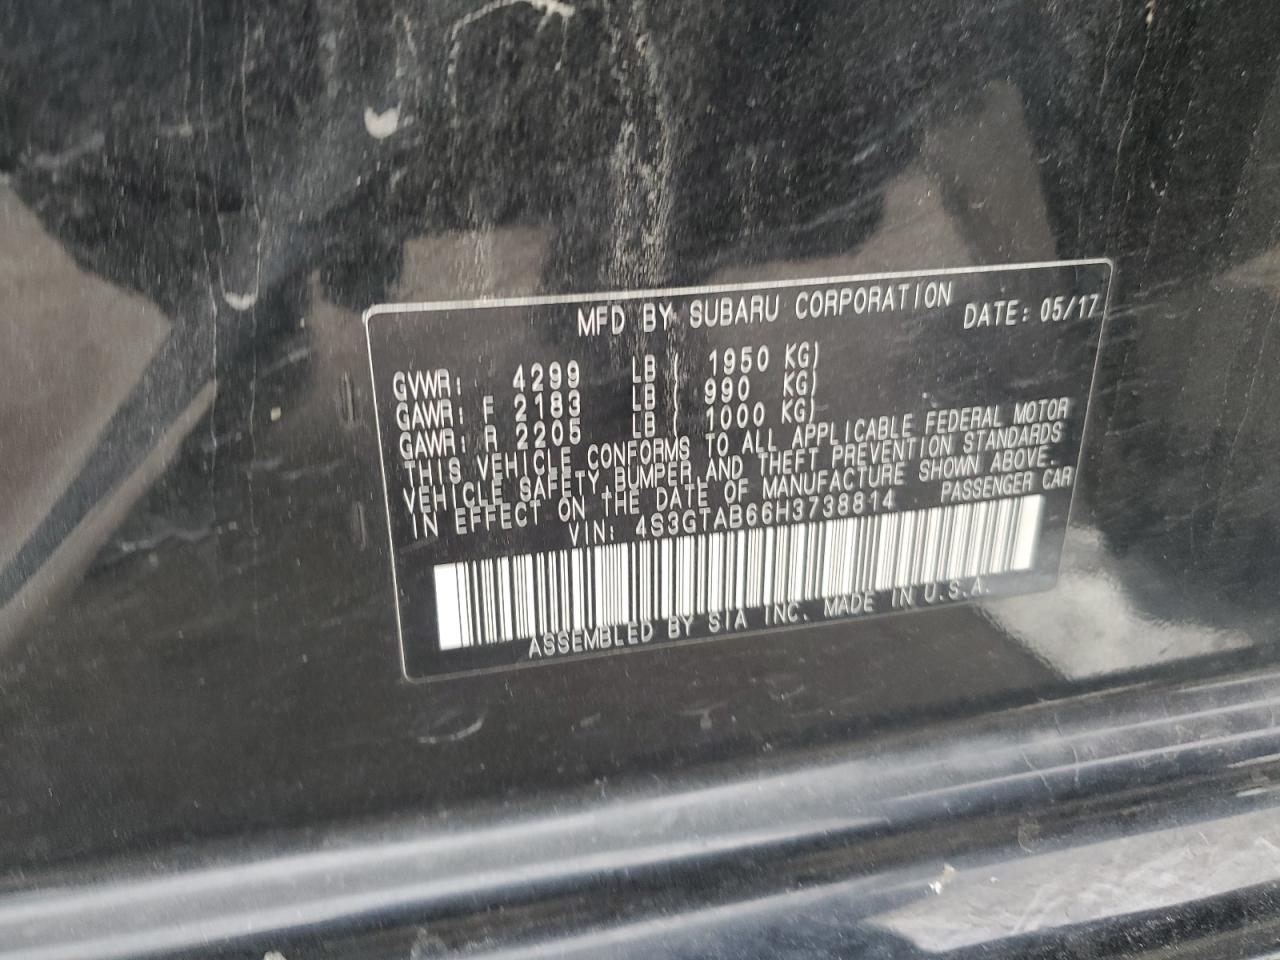 MFD BY SUBARU CORPORATION DATE: 05/17
GVWR: 4299 LB ( 1950 KG)
GAWR: F 2183 LB ( 990 KG)
GAWR: R 2205 LB ( 1000 KG)
THIS VEHICLE CONFORMS TO ALL APPLICABLE FEDERAL MOTOR
VEHICLE SAFETY, BUMPER, AND THEFT PREVENTION STANDARDS
IN EFFECT ON THE DATE OF MANUFACTURE SHOWN ABOVE.
VIN: 4S3GTAB66H3738814 PASSENGER CAR
ASSEMBLED BY SIA INC. MADE IN U.S.A.